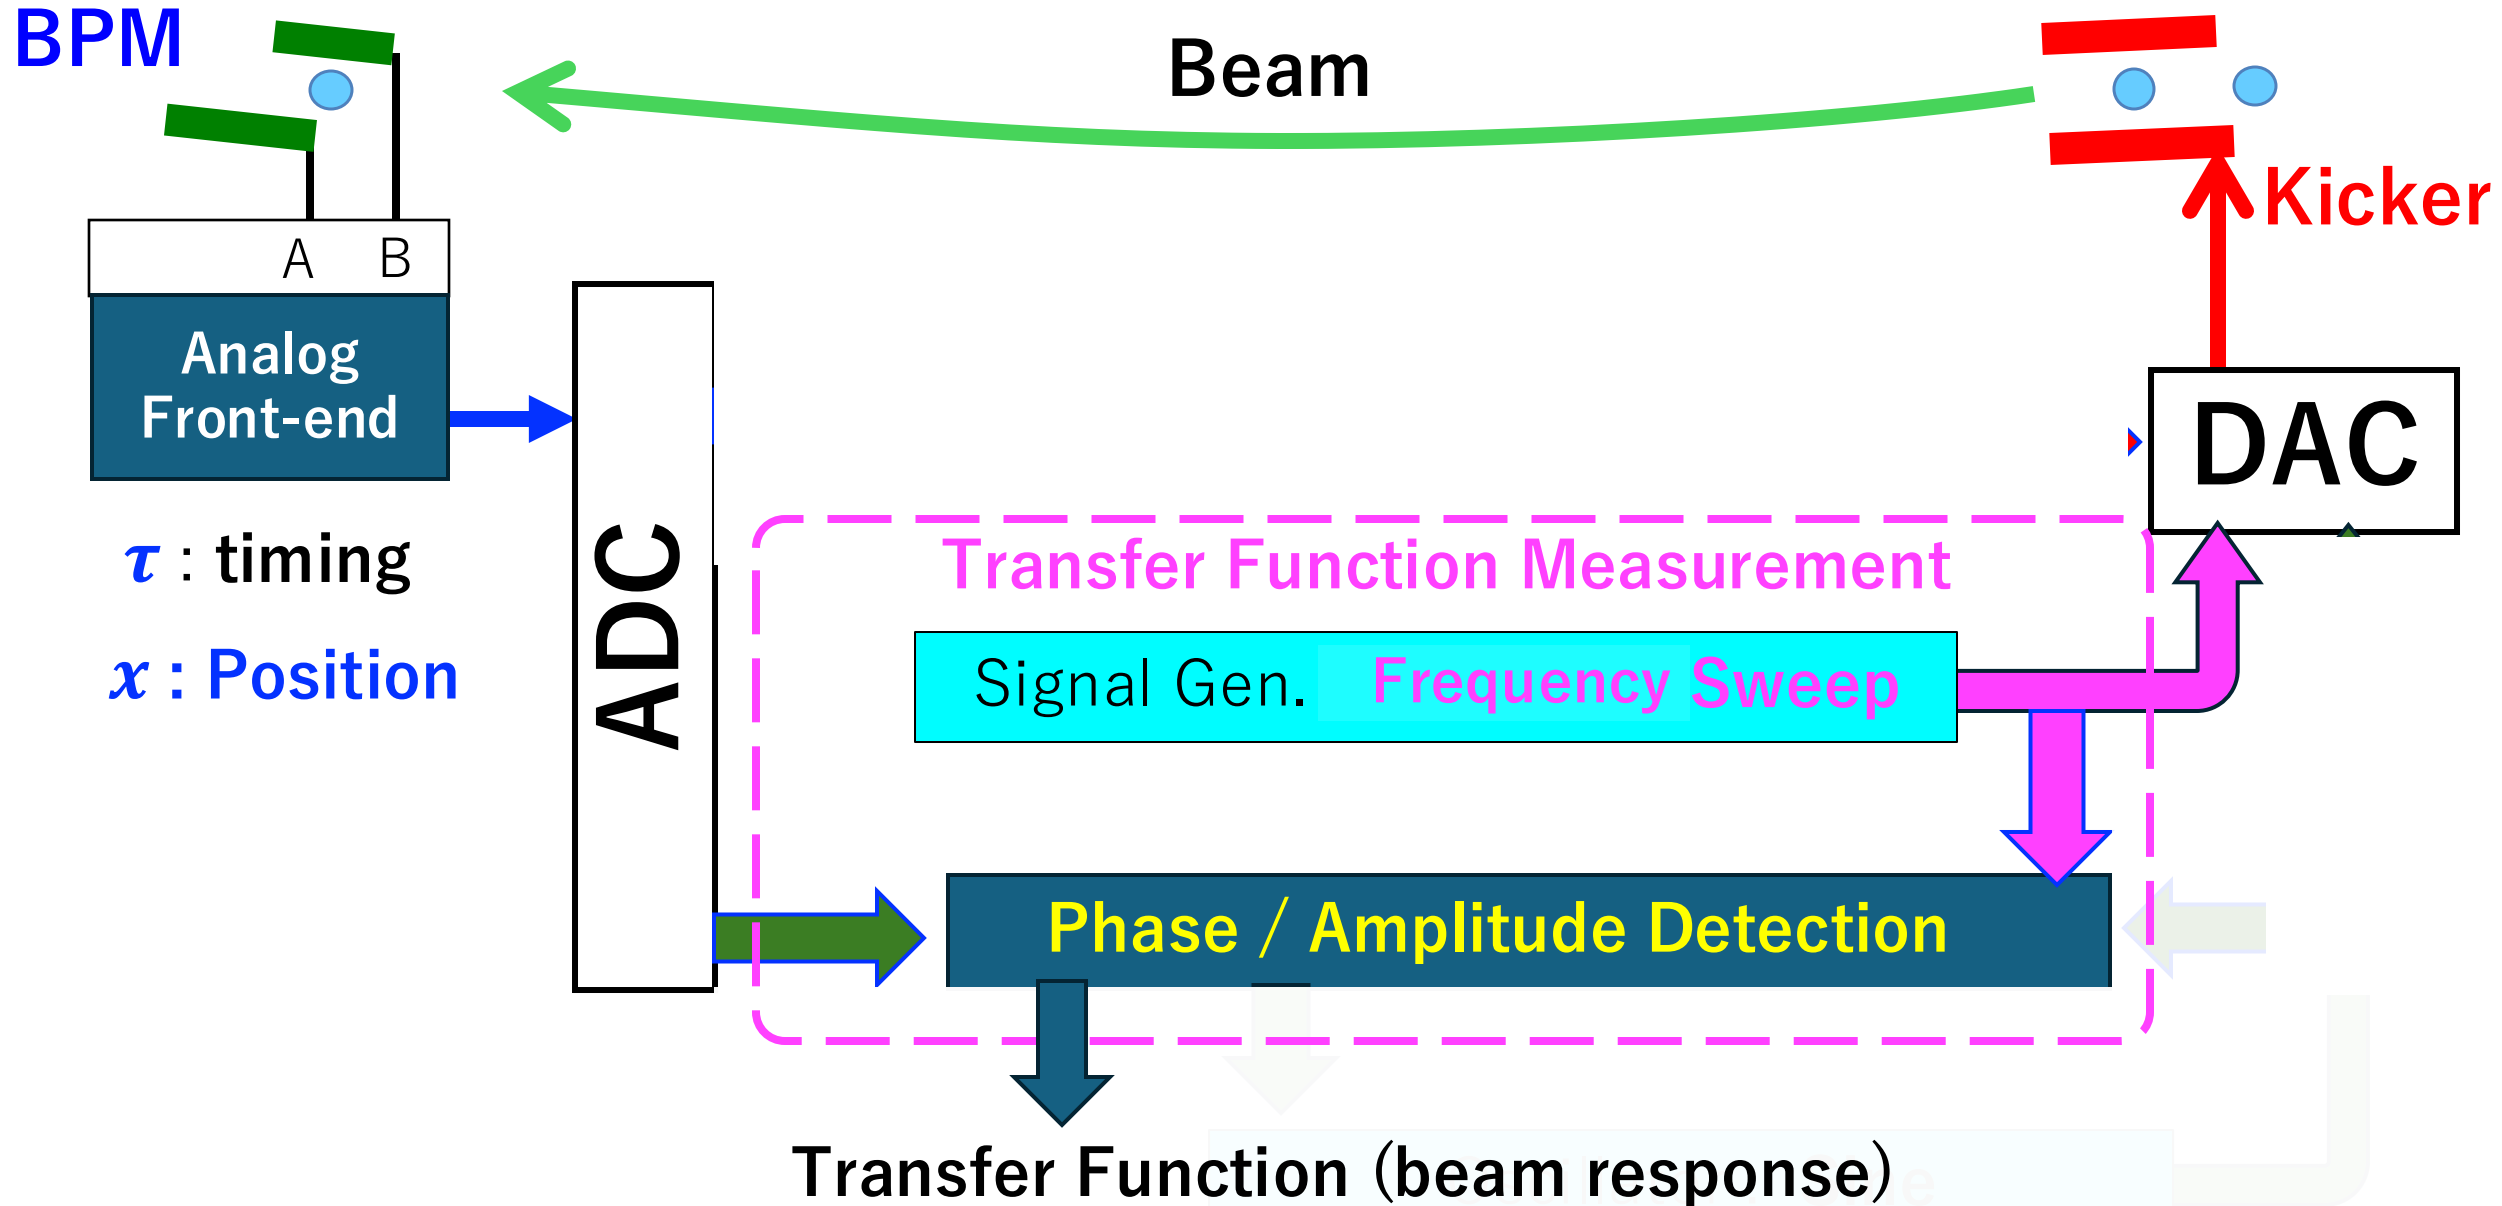 BPM
Beam
Kicker
A B
Analog
Front-end
DAC
τ : timing
x : Position
ADC
Transfer Function Measurement
Signal Gen. Frequency Sweep
Phase / Amplitude Detection
Transfer Function (beam response)